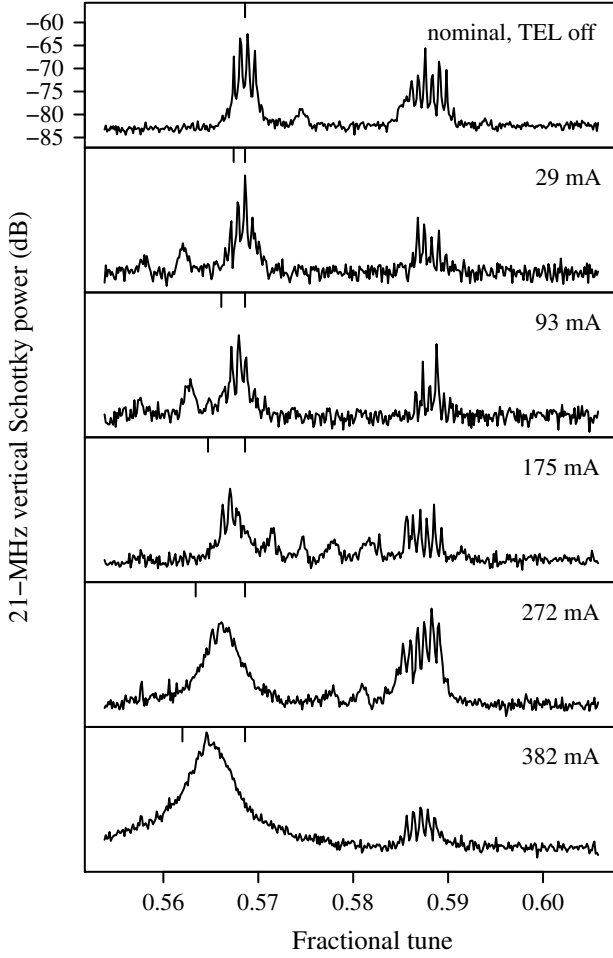 −60
−65
−70
−75
−80
−85
nominal, TEL off
29 mA
93 mA
175 mA
272 mA
382 mA
21−MHz vertical Schottky power (dB)
0.56 0.57 0.58 0.59 0.60
Fractional tune